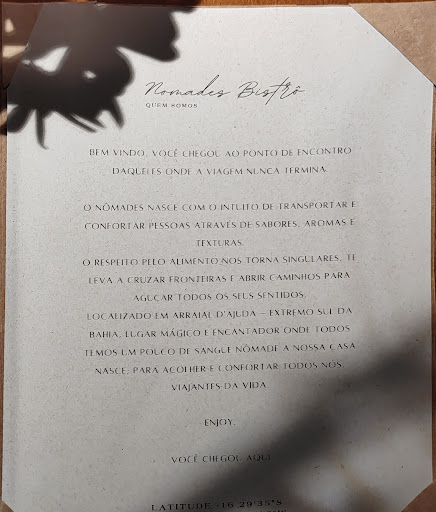 Nomades Bistrô
QUEM SOMOS
BEM VINDO, VOCÊ CHEGOU AO PONTO DE ENCONTRO
DAQUELES ONDE A VIAGEM NUNCA TERMINA.
O NÔMADES NASCE COM O INTUITO DE TRANSPORTAR E
CONFORTAR PESSOAS ATRAVÉS DE SABORES, AROMAS E
TEXTURAS.
O RESPEITO PELO ALIMENTO NOS TORNA SINGULARES, TE
LEVA A CRUZAR FRONTEIRAS E ABRIR CAMINHOS PARA
AGUÇAR TODOS OS SEUS SENTIDOS.
LOCALIZADO EM ARRAIAL D'AJUDA – EXTREMO SUL DA
BAHIA, LUGAR MÁGICO E ENCANTADOR ONDE TODOS
TEMOS UM POUCO DE SANGUE NÔMADE A NOSSA CASA
NASCE; PARA ACOLHER E CONFORTAR TODOS NÓS,
VIAJANTES DA VIDA
ENJOY,
VOCÊ CHEGOU AQUI
LATITUDE -16 29'35"S